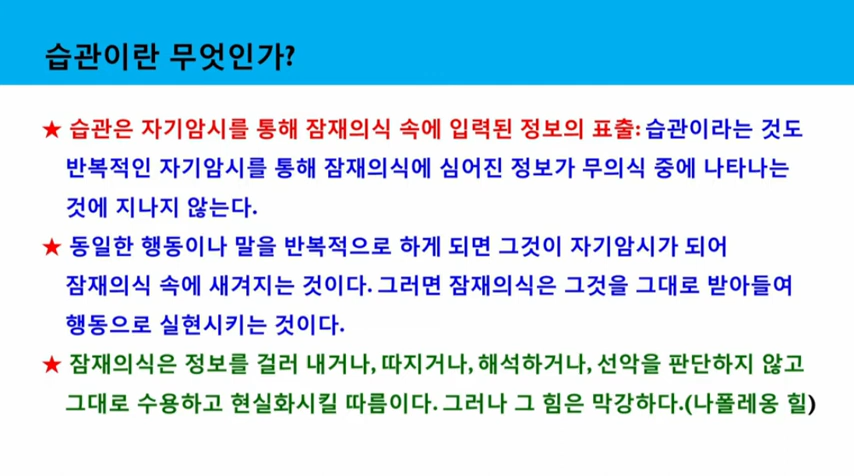 습관이란 무엇인가?
★ 습관은 자기암시를 통해 잠재의식 속에 입력된 정보의 표출: 습관이라는 것도
반복적인 자기암시를 통해 잠재의식에 심어진 정보가 무의식 중에 나타나는
것에 지나지 않는다.
★ 동일한 행동이나 말을 반복적으로 하게 되면 그것이 자기암시가 되어
잠재의식 속에 새겨지는 것이다. 그러면 잠재의식은 그것을 그대로 받아들여
행동으로 실현시키는 것이다.
★ 잠재의식은 정보를 걸러 내거나, 따지거나, 해석하거나, 선악을 판단하지 않고
그대로 수용하고 현실화시킬 따름이다. 그러나 그 힘은 막강하다.(나폴레옹 힐)